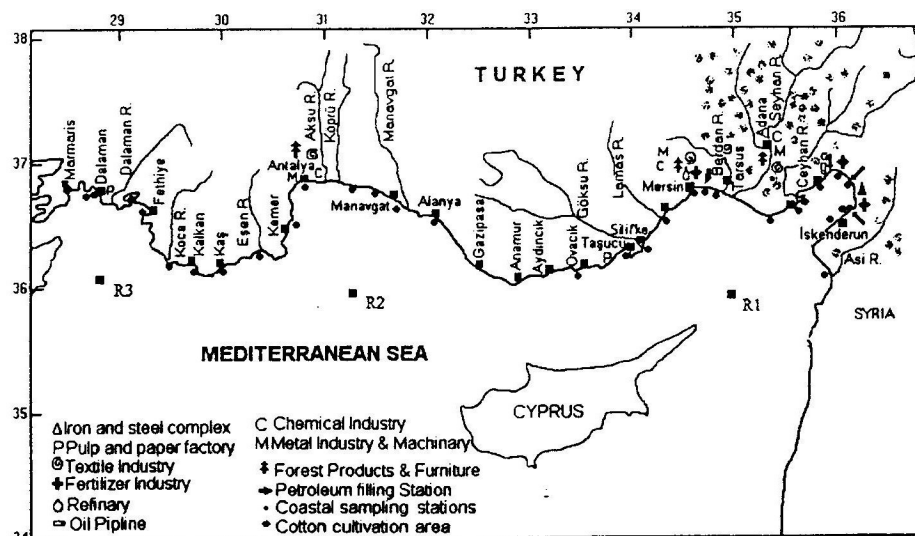 28 29 30 31 32 33 34 35 36
38
37
36
35
34
TURKEY
Marmaris
Dalaman
Dalaman R.
Fethiye
Koca R.
Kalkan
Kaş
Eşen R.
Kemer
Antalya
Aksu R.
Köprü R.
Manavgat R.
Manavgat
Alanya
Gazipaşa
Anamur
Aydıncık
Ovacık
Göksu R.
Taşucu
Silifke
Lamas R.
Mersin
Berdan R.
Tarsus
Adana
Seyhan R.
Ceyhan R.
İskenderun
Asi R.
SYRIA
R3
R2
R1
MEDITERRANEAN SEA
CYPRUS
Iron and steel complex
P Pulp and paper factory
Textile Industry
Fertilizer Industry
Refinary
Oil Pipline
C Chemical Industry
M Metal Industry & Machinary
Forest Products & Furniture
Petroleum filling Station
Coastal sampling stations
Cotton cultivation area